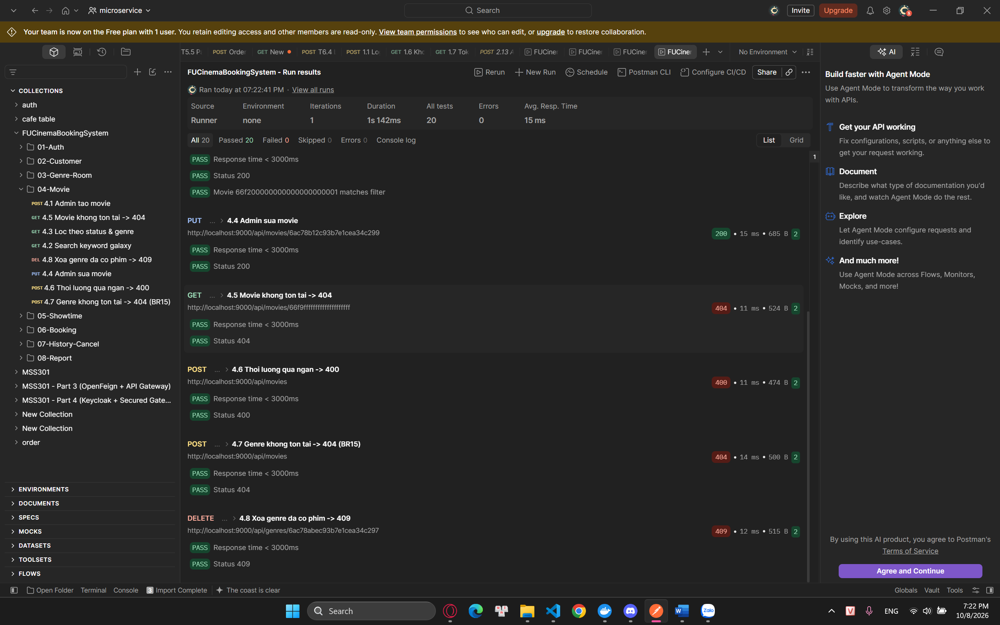 microservice
Search
Invite
Upgrade
Your team is now on the Free plan with 1 user. You retain editing access and other members are read-only. View team permissions to see who can edit, or upgrade to restore collaboration.
POST Order
GET New
POST T6.4
POST 1.1 Lo
GET 1.6 Kh
GET 1.7 Tok
POST 2.13
FUCiner
FUCiner
FUCiner
FUCiner
No Environment
AI
COLLECTIONS
auth
cafe table
FUCinemaBookingSystem
01-Auth
02-Customer
03-Genre-Room
04-Movie
POST 4.1 Admin tao movie
GET 4.5 Movie khong ton tai -> 404
GET 4.3 Loc theo status & genre
GET 4.2 Search keyword galaxy
DEL 4.8 Xoa genre da co phim -> 409
PUT 4.4 Admin sua movie
POST 4.6 Thoi luong qua ngan -> 400
POST 4.7 Genre khong ton tai -> 404 (BR15)
05-Showtime
06-Booking
07-History-Cancel
08-Report
MSS301
MSS301 - Part 3 (OpenFeign + API Gateway)
MSS301 - Part 4 (Keycloak + Secured Gate...
New Collection
New Collection
order
ENVIRONMENTS
DOCUMENTS
SPECS
MOCKS
DATASETS
TOOLSETS
FLOWS
FUCinemaBookingSystem - Run results
Rerun
New Run
Schedule
Postman CLI
Configure CI/CD
Share
Ran today at 07:22:41 PM · View all runs
Source Environment Iterations Duration All tests Errors Avg. Resp. Time
Runner none 1 1s 142ms 20 0 15 ms
All 20 Passed 20 Failed 0 Skipped 0 Errors 0 Console log
List Grid
1
PASS Response time < 3000ms
PASS Status 200
PASS Movie 66f200000000000000000001 matches filter
PUT ... > 4.4 Admin sua movie
http://localhost:9000/api/movies/6ac78b12c93b7e1cea34c299
200 • 15 ms • 685 B 2
PASS Response time < 3000ms
PASS Status 200
GET ... > 4.5 Movie khong ton tai -> 404
http://localhost:9000/api/movies/66f9ffffffffffffffffffff
404 • 11 ms • 524 B 2
PASS Response time < 3000ms
PASS Status 404
POST ... > 4.6 Thoi luong qua ngan -> 400
http://localhost:9000/api/movies
400 • 11 ms • 474 B 2
PASS Response time < 3000ms
PASS Status 400
POST ... > 4.7 Genre khong ton tai -> 404 (BR15)
http://localhost:9000/api/movies
404 • 14 ms • 500 B 2
PASS Response time < 3000ms
PASS Status 404
DELETE ... > 4.8 Xoa genre da co phim -> 409
http://localhost:9000/api/genres/6ac78abec93b7e1cea34c297
409 • 12 ms • 515 B 2
PASS Response time < 3000ms
PASS Status 409
Build faster with Agent Mode
Use Agent Mode to transform the way you work
with APIs.
Get your API working
Fix configurations, scripts, or anything else to
get your request working.
Document
Describe what type of documentation you'd
like, and watch Agent Mode do the rest.
Explore
Let Agent Mode configure requests and
identify use-cases.
And much more!
Use Agent Mode across Flows, Monitors,
Mocks, and more!
By using this AI product, you agree to Postman's
Terms of Service
Agree and Continue
Open Folder
Terminal
Console
3 Import Complete
The coast is clear
Globals
Vault
Tools
Search
Zalo
ENG
7:22 PM
10/8/2026